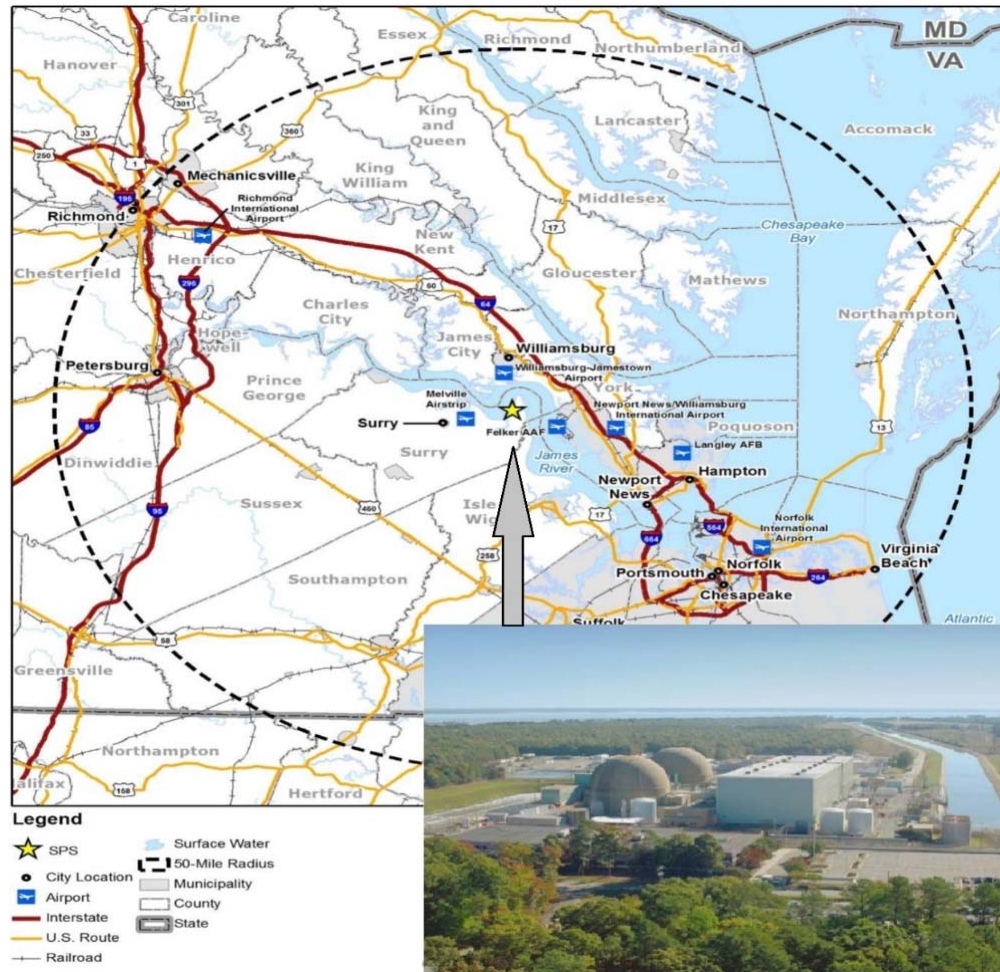 Caroline
Essex
Richmond
Northumberland
MD
VA
Hanover
301
360
King
and
Queen
Lancaster
Accomack
33
250
1
Mechanicsville
King
William
195
Richmond
Richmond
International
Airport
Middlesex
17
Chesapeake
Bay
New
Kent
Henrico
Chesterfield
295
60
Gloucester
Mathews
64
Northampton
Charles
City
James
City
Hope-
well
Williamsburg
Williamsburg-Jamestown
Airport
Petersburg
Prince
George
York
Melville
Airstrip
Newport News/Williamsburg
International Airport
Surry
Felker AAF
Poquoson
13
85
Surry
James
River
Langley AFB
Dinwiddie
Hampton
Newport
News
Sussex
460
Isle
Wig
17
95
664
564
Norfolk
International
Airport
258
Virginia
Beach
Southampton
Portsmouth
Norfolk
264
Chesapeake
Suffolk
Atlantic
58
Greensville
Northampton
alifax
158
Hertford
Legend
SPS
City Location
Airport
Interstate
U.S. Route
Railroad
Surface Water
50-Mile Radius
Municipality
County
State